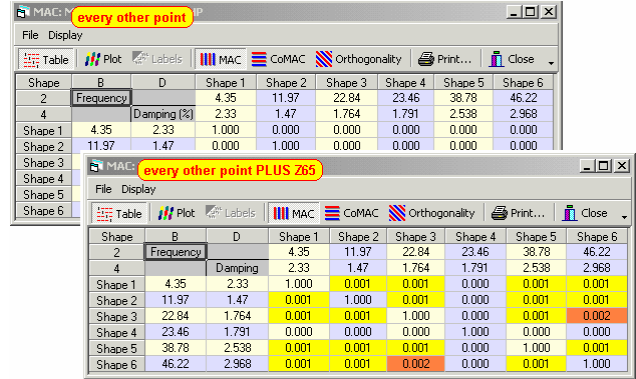 MAC: M
every other point
P
File Display
Table Plot Labels MAC CoMAC Orthogonality Print... Close
Shape B D Shape 1 Shape 2 Shape 3 Shape 4 Shape 5 Shape 6
2 Frequency 4.35 11.97 22.84 23.46 38.78 46.22
4 Damping (%) 2.33 1.47 1.764 1.791 2.538 2.968
Shape 1 4.35 2.33 1.000 0.000 0.000 0.000 0.000 0.000
Shape 2 11.97 1.47 0.000 1.000 0.000 0.000 0.000 0.000
Shape 3
Shape 4
Shape 5
Shape 6
MAC:
every other point PLUS Z65
File Display
Table Plot Labels MAC CoMAC Orthogonality Print... Close
Shape B D Shape 1 Shape 2 Shape 3 Shape 4 Shape 5 Shape 6
2 Frequency 4.35 11.97 22.84 23.46 38.78 46.22
4 Damping 2.33 1.47 1.764 1.791 2.538 2.968
Shape 1 4.35 2.33 1.000 0.001 0.001 0.000 0.001 0.001
Shape 2 11.97 1.47 0.001 1.000 0.001 0.000 0.001 0.001
Shape 3 22.84 1.764 0.001 0.001 1.000 0.000 0.001 0.002
Shape 4 23.46 1.791 0.000 0.000 0.000 1.000 0.000 0.000
Shape 5 38.78 2.538 0.001 0.001 0.001 0.000 1.000 0.001
Shape 6 46.22 2.968 0.001 0.001 0.002 0.000 0.001 1.000